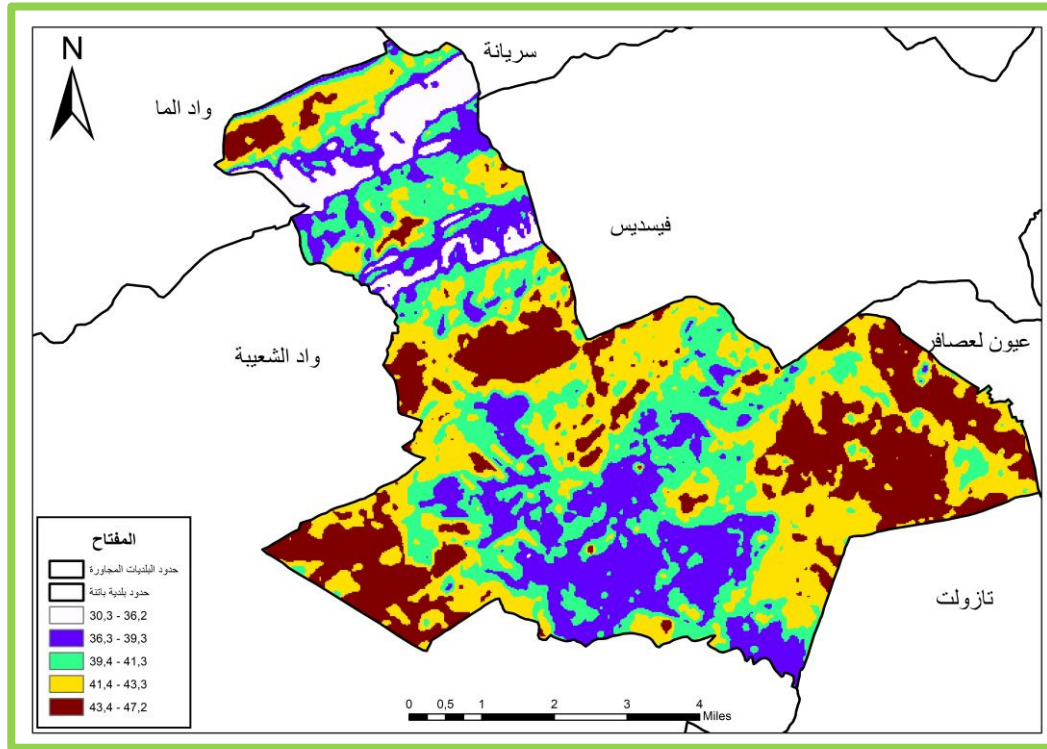 N
سريانة
واد الما
فيسديس
عيون لعصافر
واد الشعيبة
تازولت
المفتاح
حدود البلديات المجاورة
حدود بلدية باتنة
30,3 - 36,2
36,3 - 39,3
39,4 - 41,3
41,4 - 43,3
43,4 - 47,2
0 0,5 1 2 3 4
Miles